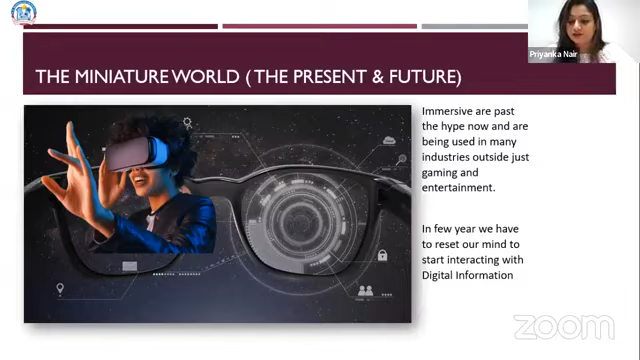 Priyanka Nair
THE MINIATURE WORLD ( THE PRESENT & FUTURE)
Immersive are past
the hype now and are
being used in many
industries outside just
gaming and
entertainment.
In few year we have
to reset our mind to
start interacting with
Digital Information
zoom